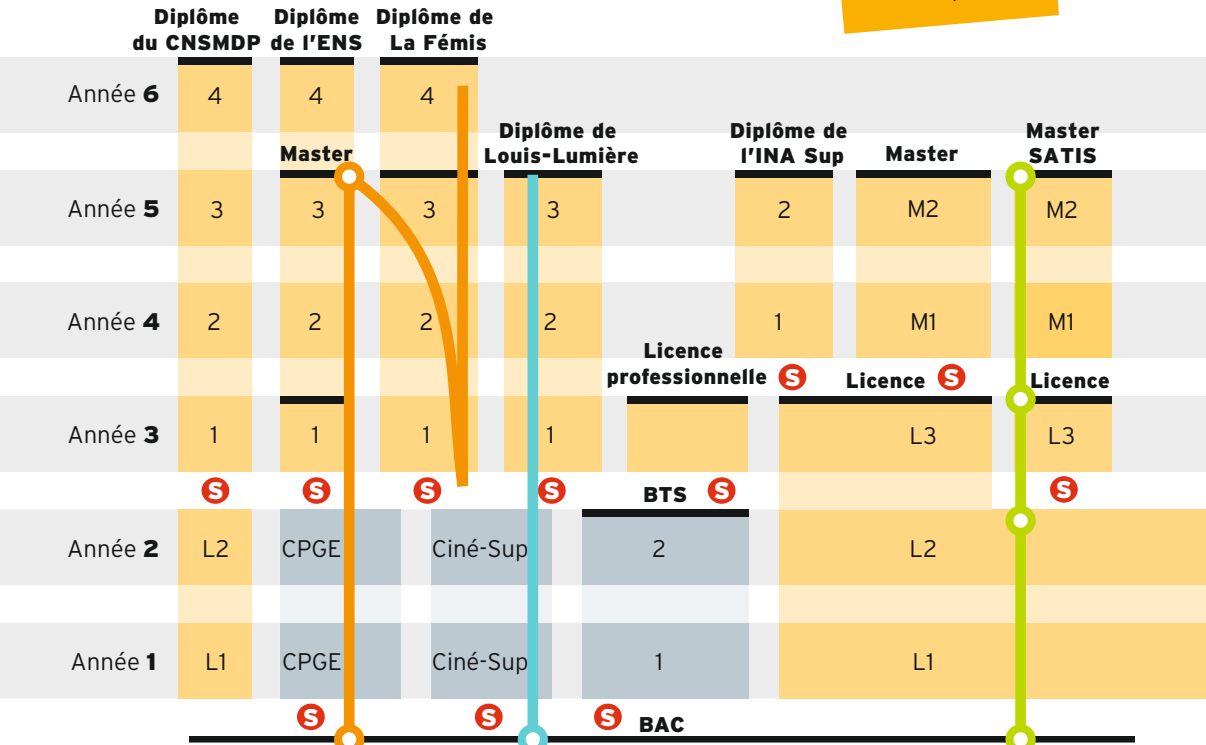 Diplôme
du CNSMDP
Diplôme
de l'ENS
Diplôme de
La Fémis
Année 6 4 4 4
Diplôme de
Louis-Lumière
Diplôme de
l'INA Sup
Master
Master
Master
SATIS
Année 5 3 3 3 3 2 M2 M2
Année 4 2 2 2 2 1 M1 M1
Licence
professionnelle S
Licence S
Licence
Année 3 1 1 1 1 L3 L3
S S S S BTS S S
Année 2 L2 CPGE Ciné-Sup 2 L2
Année 1 L1 CPGE Ciné-Sup 1 L1
S S S BAC